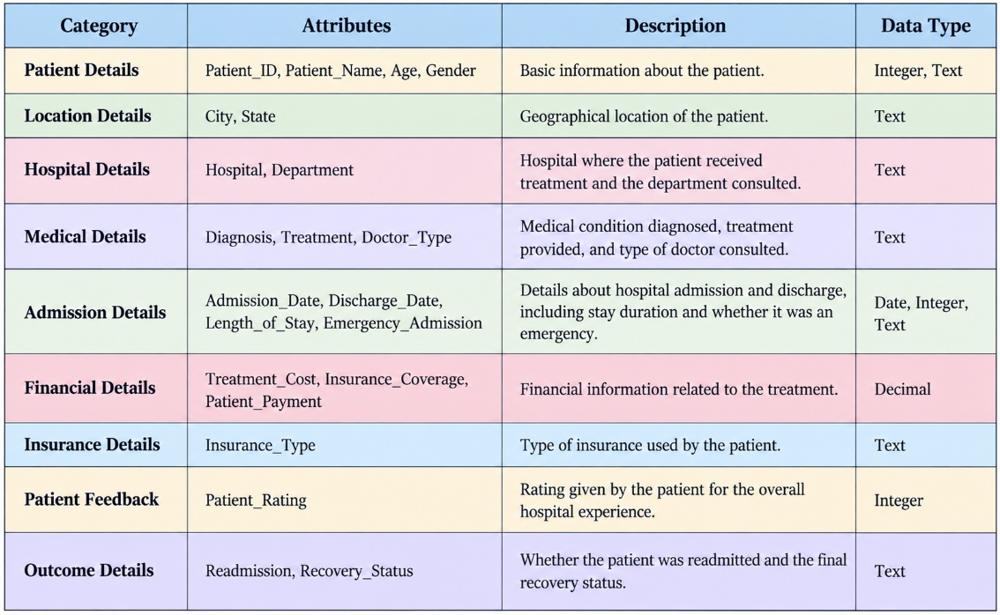 Category Attributes Description Data Type
Patient Details Patient_ID, Patient_Name, Age, Gender Basic information about the patient. Integer, Text
Location Details City, State Geographical location of the patient. Text
Hospital Details Hospital, Department Hospital where the patient received
treatment and the department consulted. Text
Medical Details Diagnosis, Treatment, Doctor_Type Medical condition diagnosed, treatment
provided, and type of doctor consulted. Text
Admission Details Admission_Date, Discharge_Date,
Length_of_Stay, Emergency_Admission Details about hospital admission and discharge,
including stay duration and whether it was an
emergency. Date, Integer,
Text
Financial Details Treatment_Cost, Insurance_Coverage,
Patient_Payment Financial information related to the treatment. Decimal
Insurance Details Insurance_Type Type of insurance used by the patient. Text
Patient Feedback Patient_Rating Rating given by the patient for the overall
hospital experience. Integer
Outcome Details Readmission, Recovery_Status Whether the patient was readmitted and the final
recovery status. Text